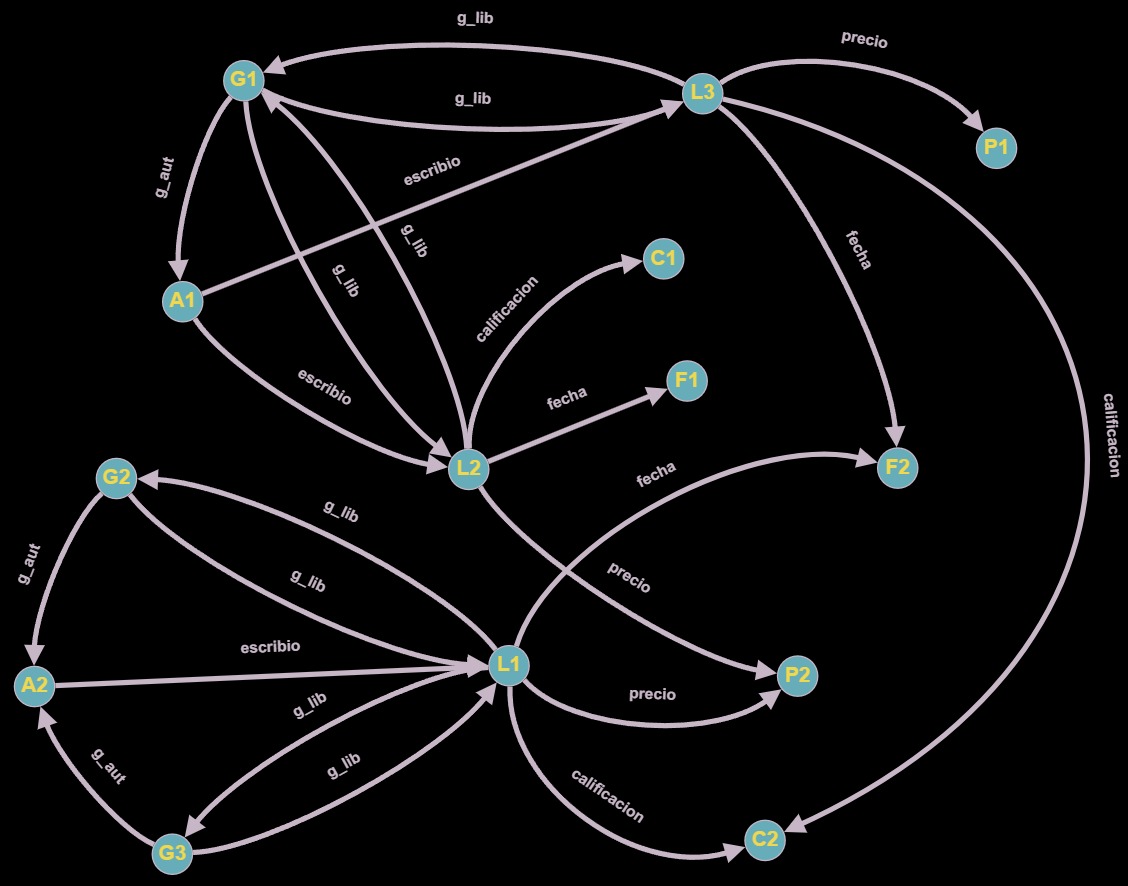 g_lib
precio
G1
g_lib
L3
P1
escribio
g_aut
g_lib
fecha
C1
g_lib
A1
calificacion
escribio
fecha
F1
calificacion
G2
L2
F2
fecha
g_lib
g_aut
g_lib
precio
escribio
L1
A2
P2
g_lib
precio
g_aut
g_lib
calificacion
C2
G3